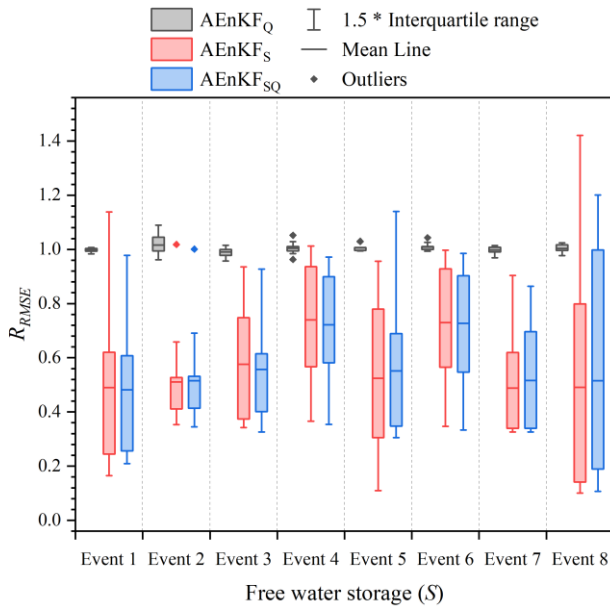 AEnKF_Q 1.5 * Interquartile range
AEnKF_S Mean Line
AEnKF_SQ Outliers
R_RMSE
1.4
1.2
1.0
0.8
0.6
0.4
0.2
0.0
Event 1 Event 2 Event 3 Event 4 Event 5 Event 6 Event 7 Event 8
Free water storage (S)